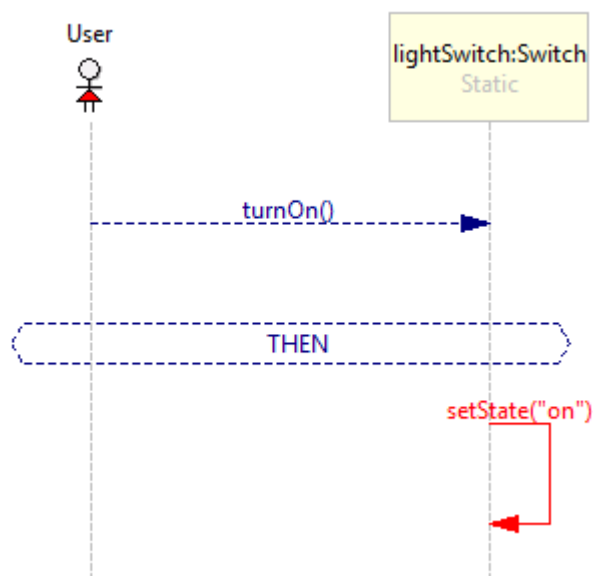 User
lightSwitch:Switch
Static
turnOn()
THEN
setState("on")